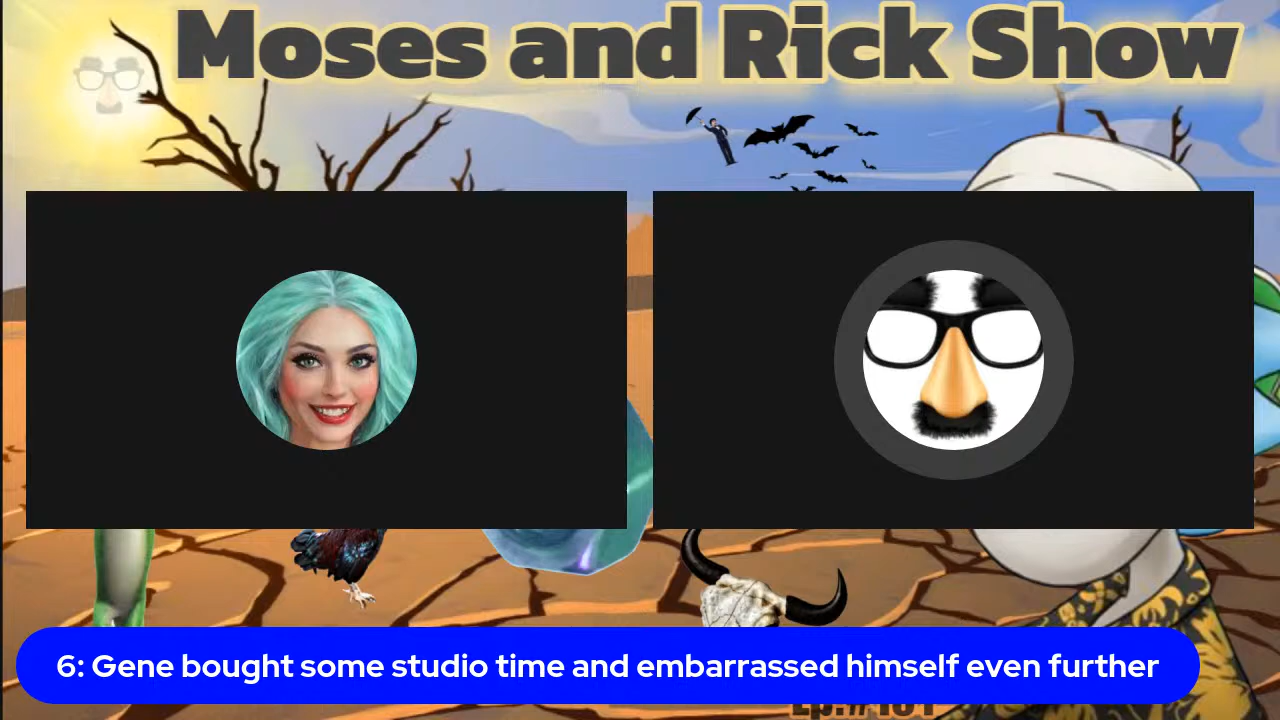 Moses and Rick Show
6: Gene bought some studio time and embarrassed himself even further